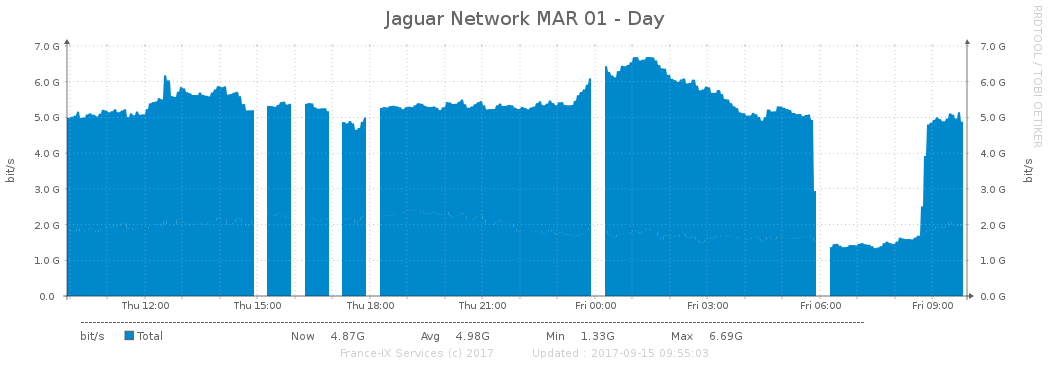 Jaguar Network MAR 01 - Day
RRDTOOL / TOBI OETIKER
bit/s
7.0 G
6.0 G
5.0 G
4.0 G
3.0 G
2.0 G
1.0 G
0.0
7.0 G
6.0 G
5.0 G
4.0 G
3.0 G
2.0 G
1.0 G
0.0 G
bit/s
Thu 12:00 Thu 15:00 Thu 18:00 Thu 21:00 Fri 00:00 Fri 03:00 Fri 06:00 Fri 09:00
bit/s Total Now 4.87G Avg 4.98G Min 1.33G Max 6.69G
France-IX Services (c) 2017 Updated : 2017-09-15 09:55:03